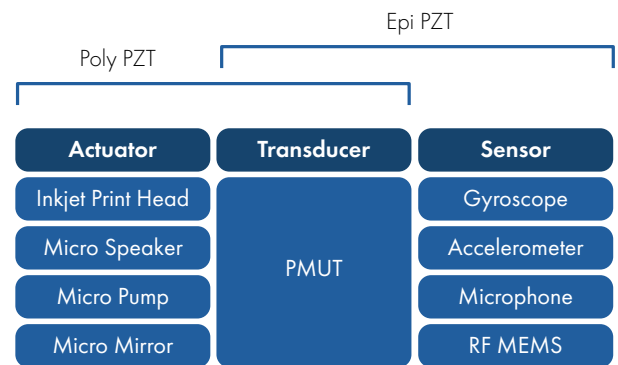 Epi PZT
Poly PZT
Actuator
Transducer
Sensor
Inkjet Print Head
Gyroscope
Micro Speaker
Accelerometer
PMUT
Micro Pump
Microphone
Micro Mirror
RF MEMS